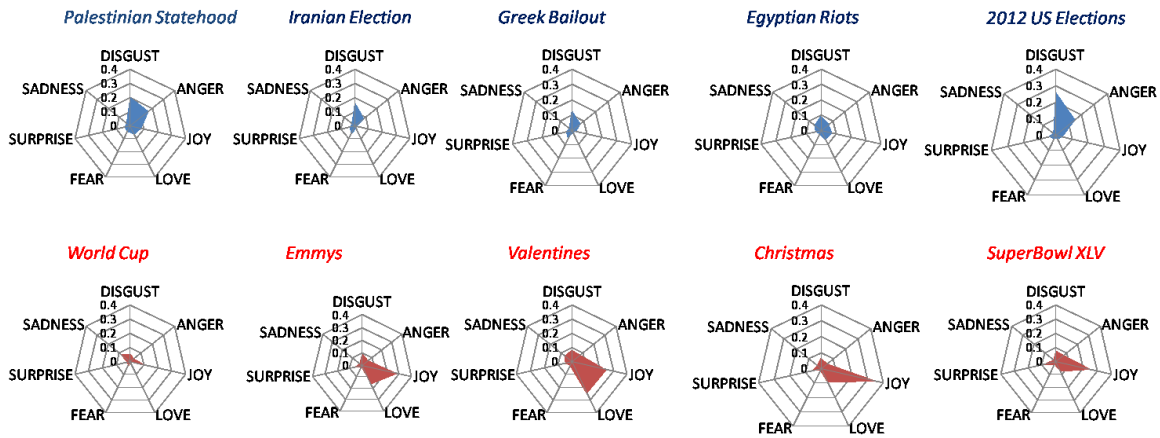 Palestinian Statehood
DISGUST
0.4
0.3
0.2
0.1
0
SADNESS
ANGER
SURPRISE
JOY
FEAR
LOVE
Iranian Election
DISGUST
0.4
0.3
0.2
0.1
0
SADNESS
ANGER
SURPRISE
JOY
FEAR
LOVE
Greek Bailout
DISGUST
0.4
0.3
0.2
0.1
0
SADNESS
ANGER
SURPRISE
JOY
FEAR
LOVE
Egyptian Riots
DISGUST
0.4
0.3
0.2
0.1
0
SADNESS
ANGER
SURPRISE
JOY
FEAR
LOVE
2012 US Elections
DISGUST
0.4
0.3
0.2
0.1
0
SADNESS
ANGER
SURPRISE
JOY
FEAR
LOVE
World Cup
DISGUST
0.4
0.3
0.2
0.1
0
SADNESS
ANGER
SURPRISE
JOY
FEAR
LOVE
Emmys
DISGUST
0.4
0.3
0.2
0.1
0
SADNESS
ANGER
SURPRISE
JOY
FEAR
LOVE
Valentines
DISGUST
0.4
0.3
0.2
0.1
0
SADNESS
ANGER
SURPRISE
JOY
FEAR
LOVE
Christmas
DISGUST
0.4
0.3
0.2
0.1
0
SADNESS
ANGER
SURPRISE
JOY
FEAR
LOVE
SuperBowl XLV
DISGUST
0.4
0.3
0.2
0.1
0
SADNESS
ANGER
SURPRISE
JOY
FEAR
LOVE